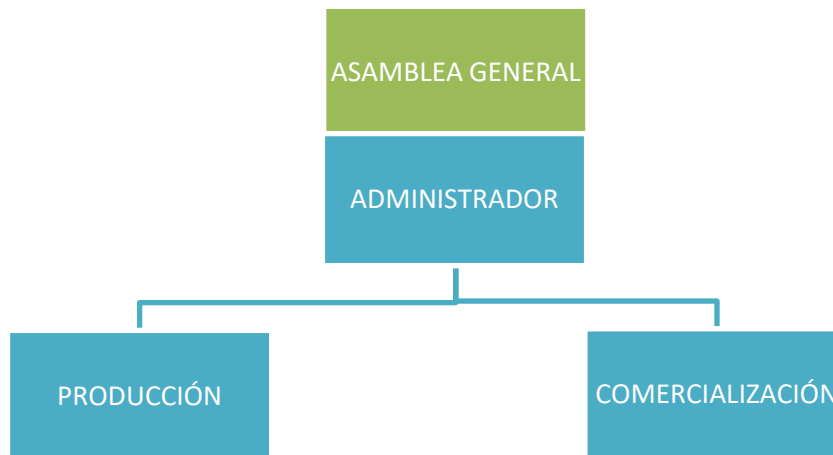 ASAMBLEA GENERAL
ADMINISTRADOR
PRODUCCIÓN
COMERCIALIZACIÓN